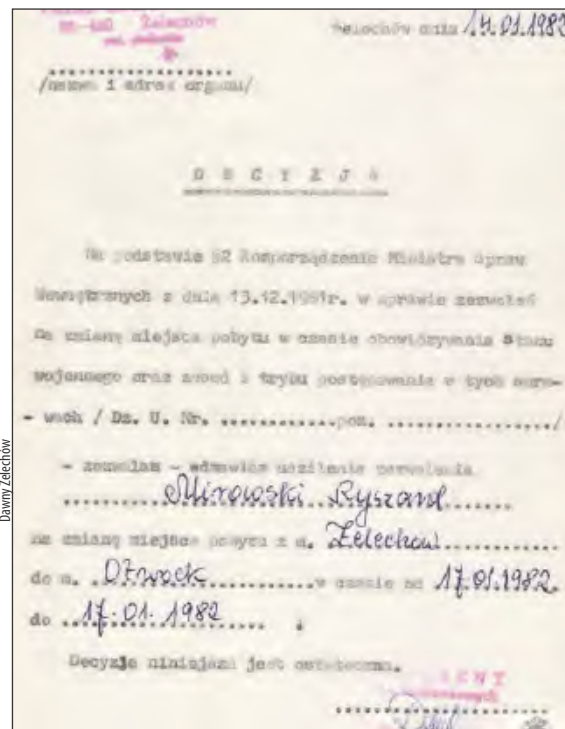 Żelechów
Żelechów dnia 14.01.1982
....................
/nazwa i adres organu/
D E C Y Z J A
Na podstawie §2 Rozporządzenia Ministra Spraw
Wewnętrznych z dnia 13.12.1981r. w sprawie zezwoleń
na zmianę miejsca pobytu w czasie obowiązywania stanu
wojennego oraz zasad i trybu postępowania w tych spra-
- wach / Dz. U. Nr. .............poz. ................./
- zezwalam - odmawiam udzielenia zezwolenia
............Mirowski..Ryszard........
na zmianę miejsca pobytu z m. Żelechów............
do m. .Otwock..............w czasie od 17.01.1982.
do ....17.01.1982........... .
Decyzja niniejsza jest ostateczna.
....................
Dawny Żelechów